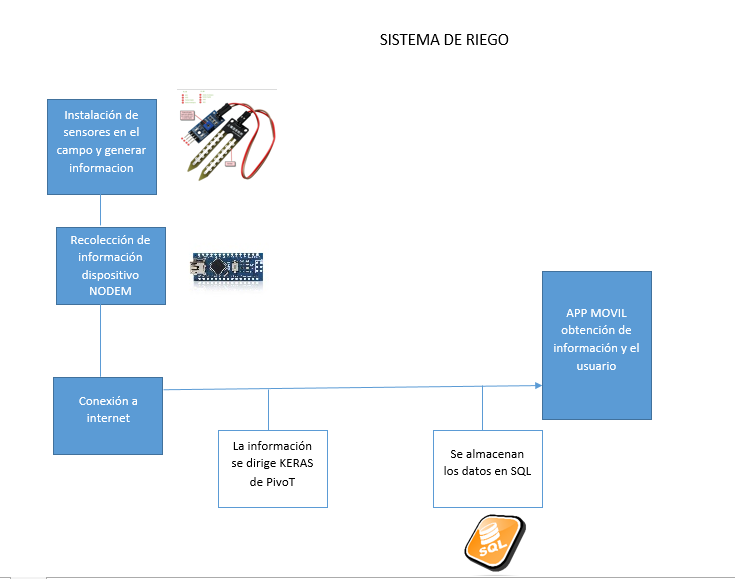 SISTEMA DE RIEGO
Instalación de
sensores en el
campo y generar
informacion
Recolección de
información
dispositivo
NODEM
APP MOVIL
obtención de
información y el
usuario
Conexión a
internet
La información
se dirige KERAS
de PivoT
Se almacenan
los datos en SQL
SQL